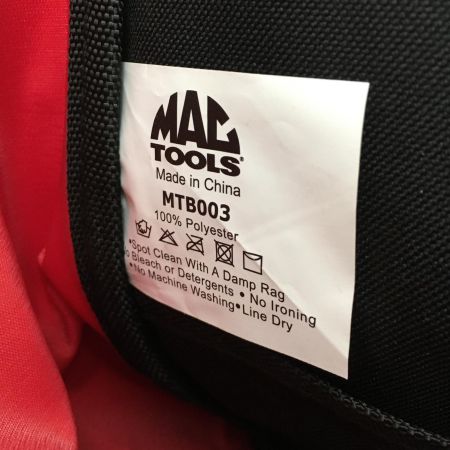 MAC
TOOLS®
Made in China
MTB003
100% Polyester
•Spot Clean With A Damp Rag
Bleach or Detergents • No Ironing
•No Machine Washing•Line Dry